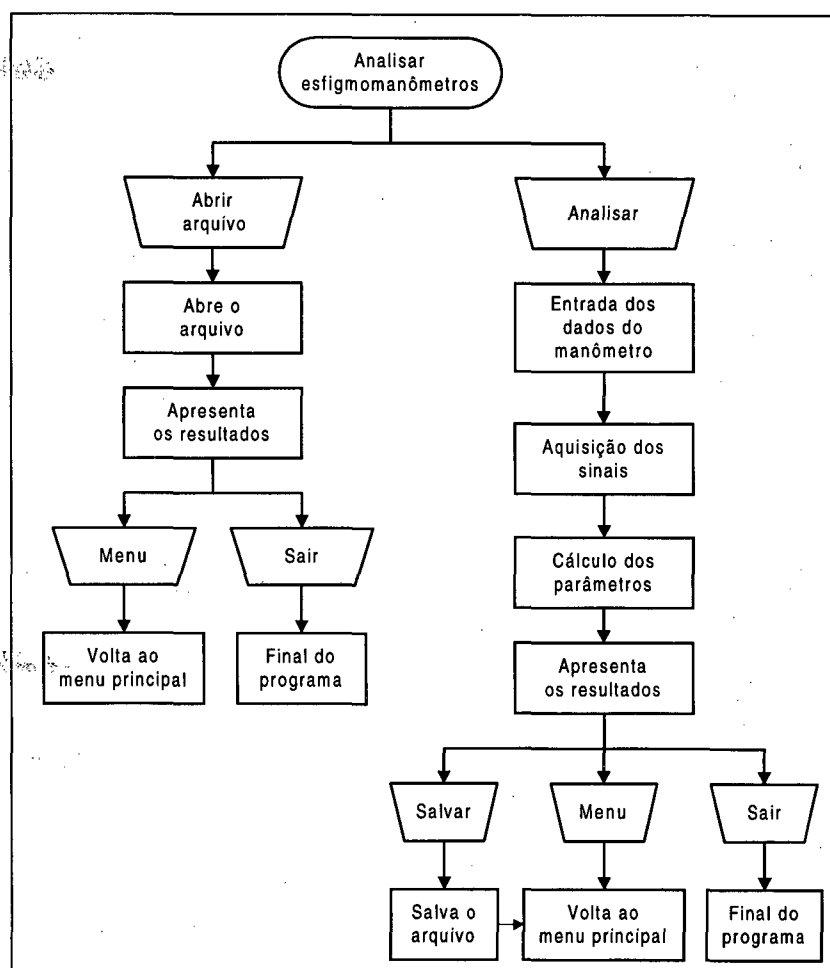 Analisar
esfigmomanômetros
Abrir
arquivo
Analisar
Abre o
arquivo
Entrada dos
dados do
manômetro
Apresenta
os resultados
Aquisição dos
sinais
Menu
Sair
Cálculo dos
parâmetros
Volta ao
menu principal
Final do
programa
Apresenta
os resultados
Salvar
Menu
Sair
Salva o
arquivo
Volta ao
menu principal
Final do
programa